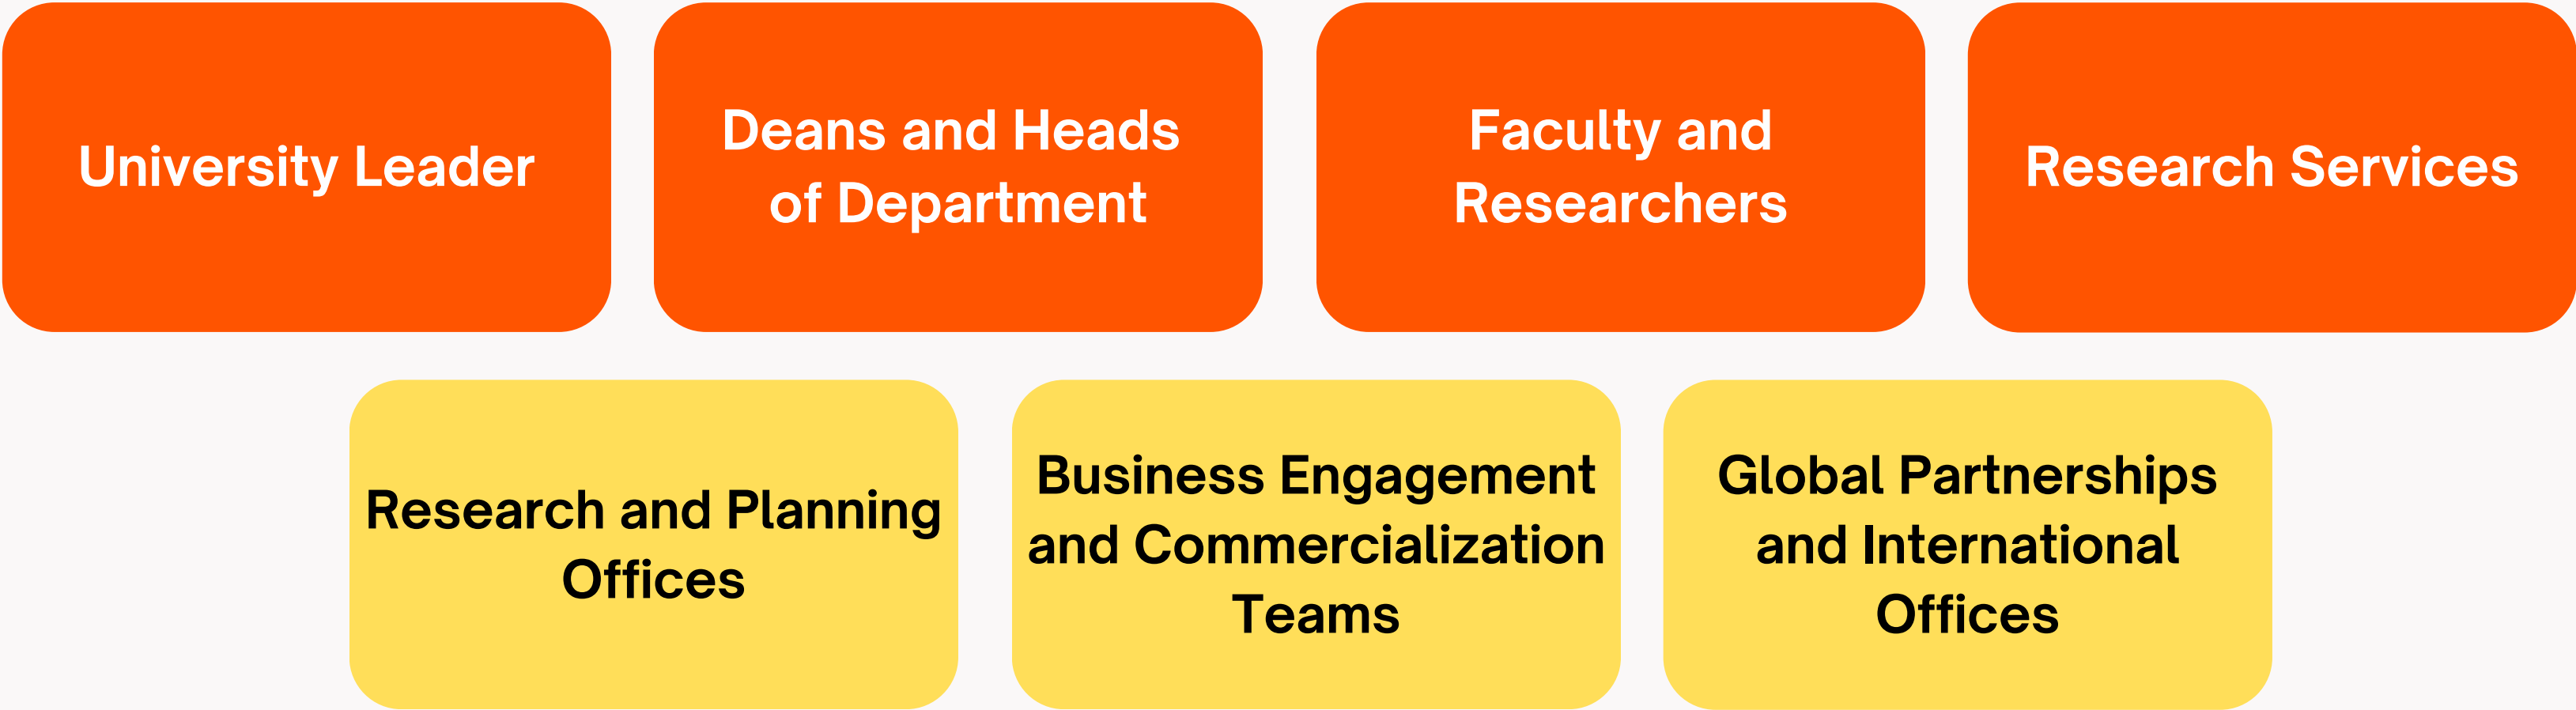 University Leader
Deans and Heads
of Department
Faculty and
Researchers
Research Services
Research and Planning
Offices
Business Engagement
and Commercialization
Teams
Global Partnerships
and International
Offices